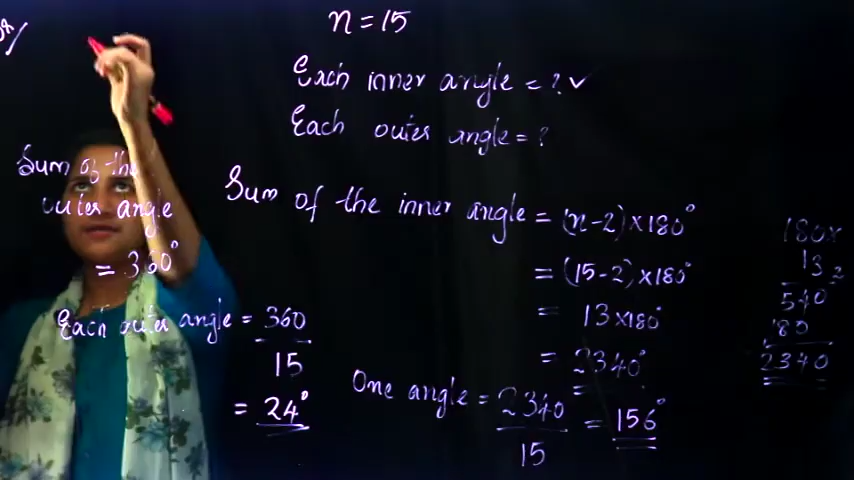 n = 15
Each inner angle = ? ✓
Each outer angle = ?
Sum of the
outer angle
= 360°
Each outer angle = 360
15
= 24°
Sum of the inner angle = (n-2)×180°
= (15-2)×180°
= 13×180°
= 2340°
One angle = 2340
15
= 156°
180×
13
540
180
2340